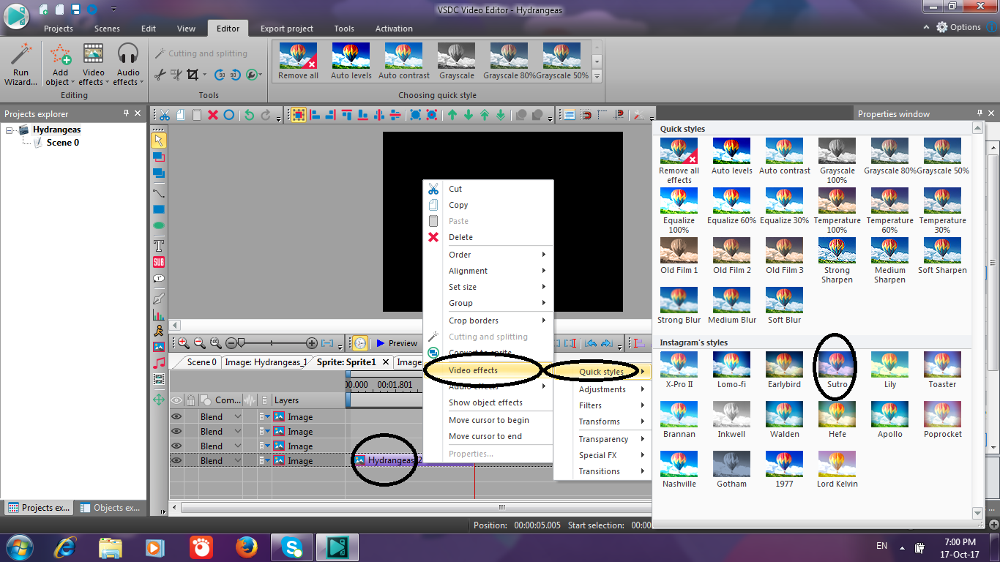 VSDC Video Editor - Hydrangeas
Projects Scenes Edit View Editor Export project Tools Activation Options
Run Wizard...
Add object
Video effects
Audio effects
Editing
Cutting and splitting
Tools
Remove all Auto levels Auto contrast Grayscale Grayscale 80% Grayscale 50%
Choosing quick style
Projects explorer
Hydrangeas
Scene 0
Projects ex... Objects ex...
T
SUB
T
Cut
Copy
Paste
Delete
Order
Alignment
Set size
Group
Crop borders
Cutting and splitting
Convert to sprite
Video effects
Audio effects
Show object effects
Move cursor to begin
Move cursor to end
Properties...
Quick styles
Adjustments
Filters
Transforms
Transparency
Special FX
Transitions
Preview
Scene 0 Image: Hydrangeas_1 Sprite: Sprite1 Image
00.000 00:01.801
Com... Layers
Blend Image
Blend Image
Blend Image
Blend Image Hydrangeas 2
Position: 00:00:05.005 Start selection: 00:00
Properties window
Quick styles
Remove all effects
Auto levels
Auto contrast
Grayscale 100%
Grayscale 80%
Grayscale 50%
Equalize 100%
Equalize 60%
Equalize 30%
Temperature 100%
Temperature 60%
Temperature 30%
Old Film 1
Old Film 2
Old Film 3
Strong Sharpen
Medium Sharpen
Soft Sharpen
Strong Blur
Medium Blur
Soft Blur
Instagram's styles
X-Pro II Lomo-fi Earlybird Sutro Lily Toaster
Brannan Inkwell Walden Hefe Apollo Poprocket
Nashville Gotham 1977 Lord Kelvin
EN
7:00 PM
17-Oct-17